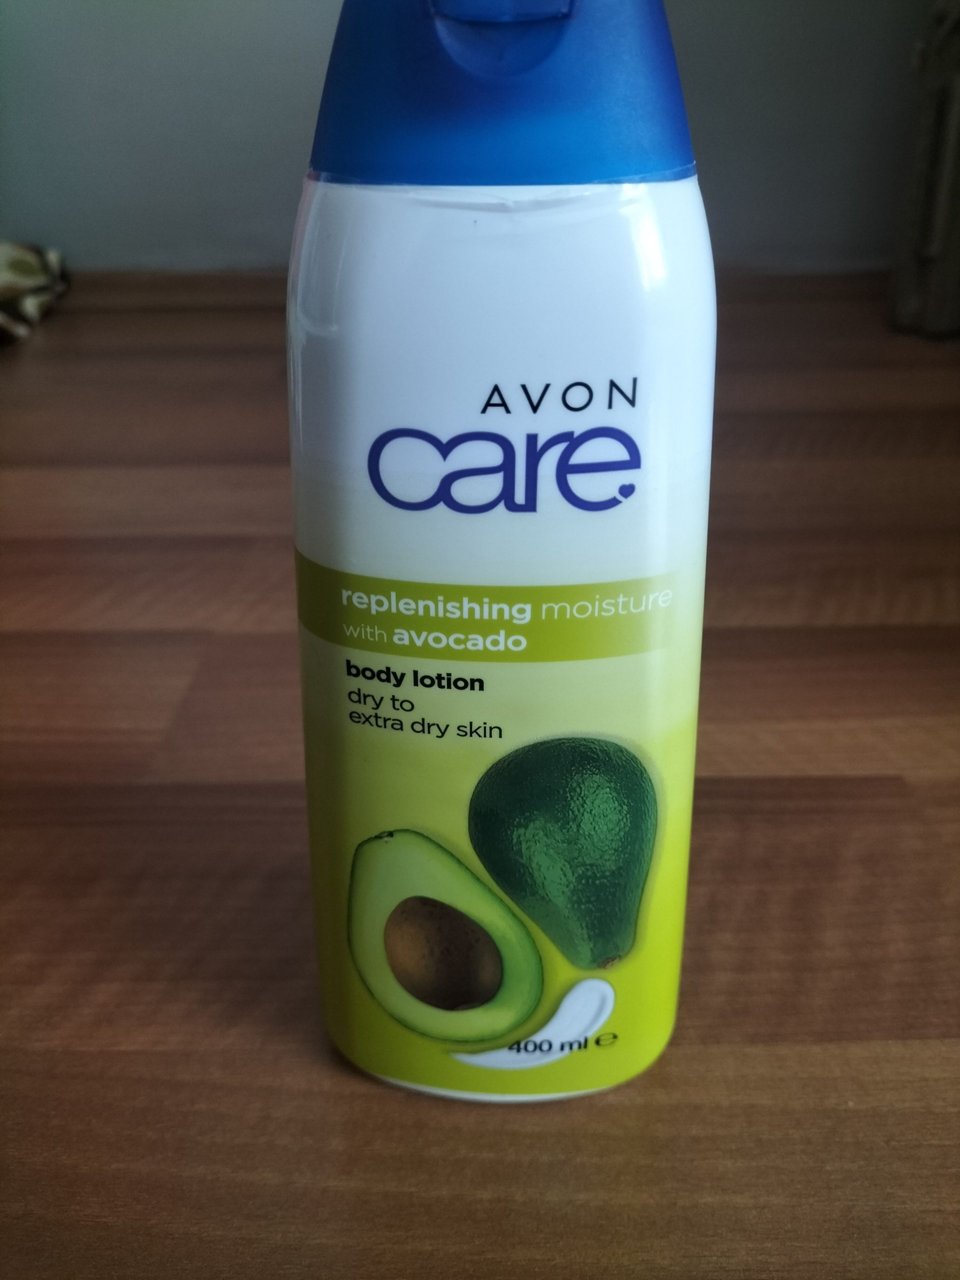 AVON
care
replenishing moisture
with avocado
body lotion
dry to
extra dry skin
400 ml ℮